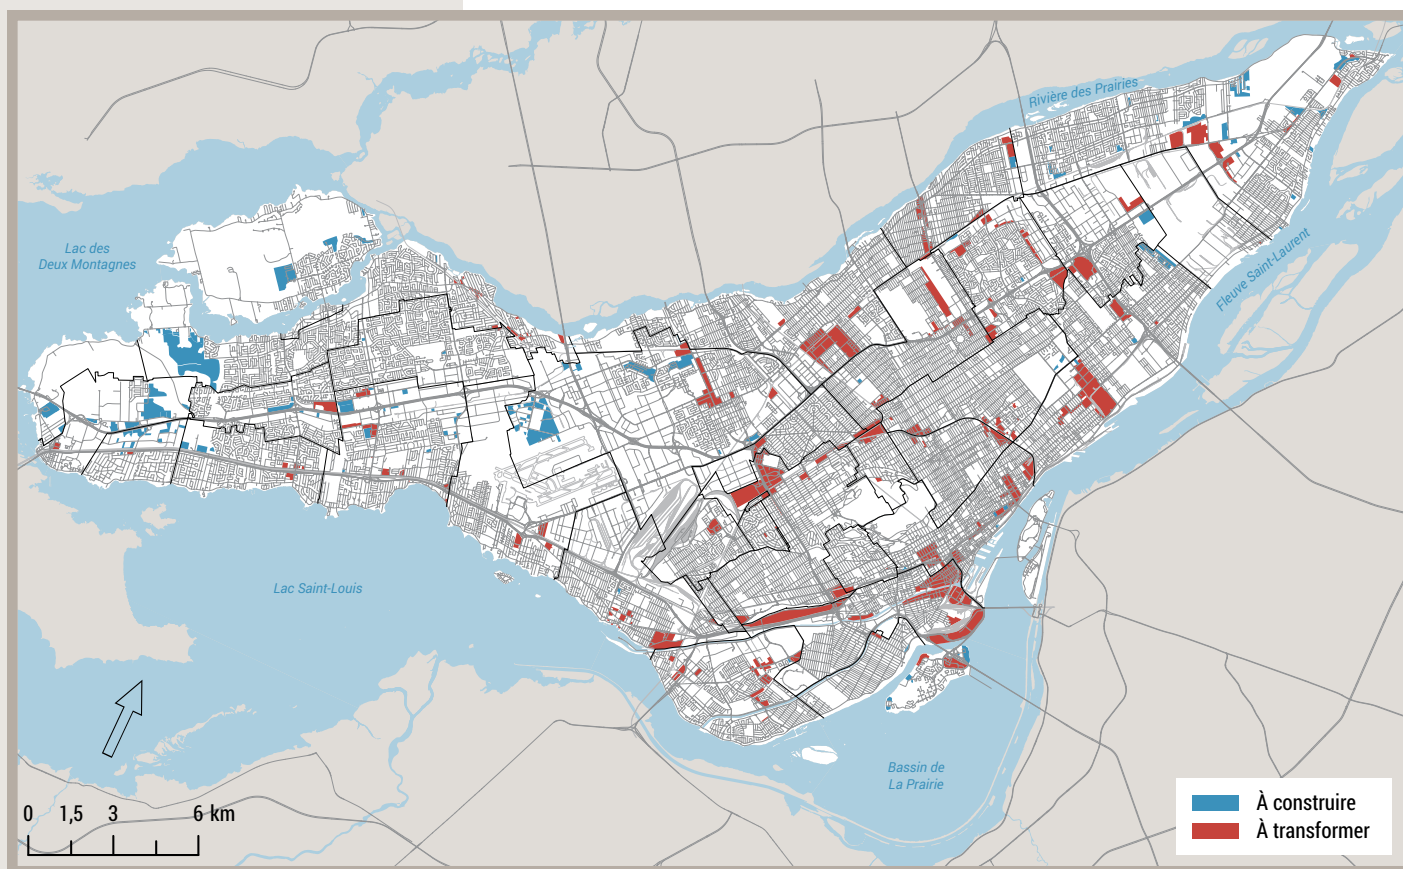 Rivière des Prairies
Lac des
Deux Montagnes
Fleuve Saint-Laurent
Lac Saint-Louis
Bassin de
La Prairie
0 1,5 3 6 km
À construire
À transformer